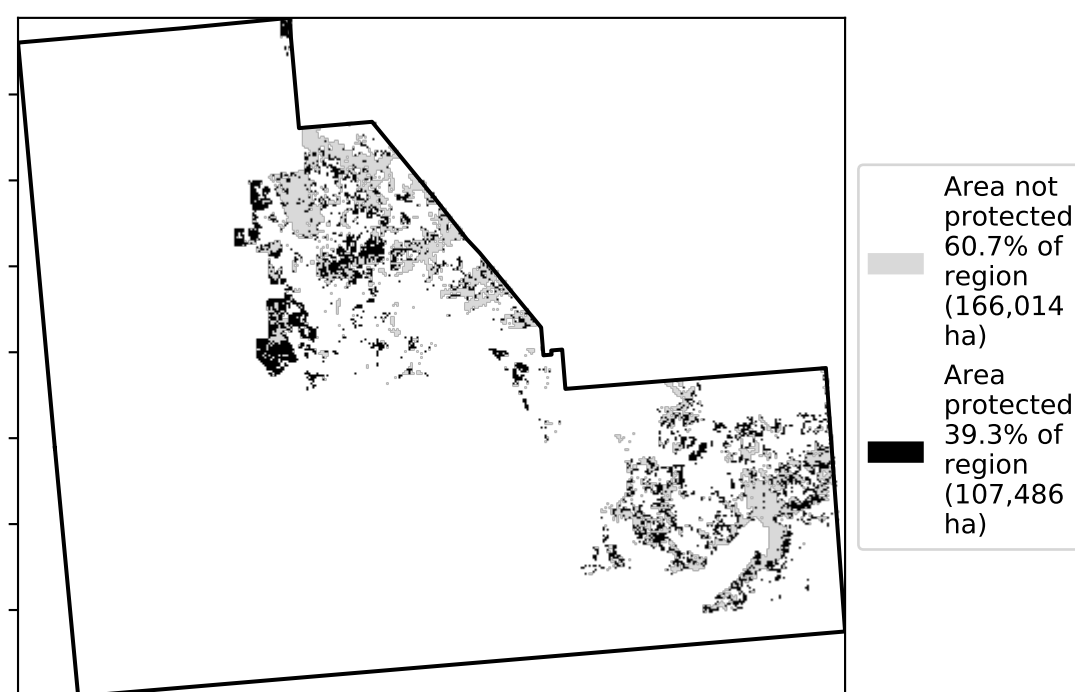 Area not
protected
60.7% of
region
(166,014
ha)
Area
protected
39.3% of
region
(107,486
ha)